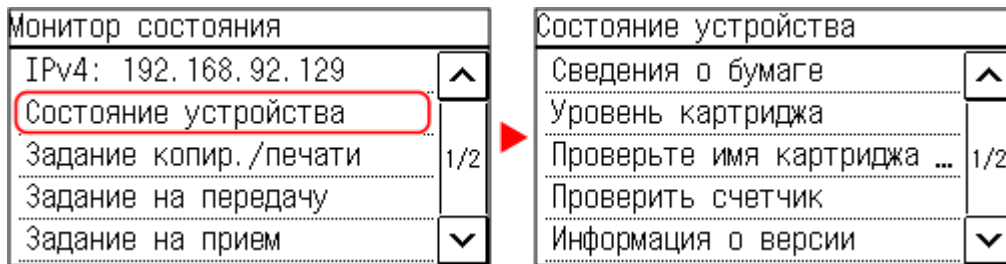 Монитор состояния
IPv4: 192.168.92.129
Состояние устройства
Задание копир./печати
Задание на передачу
Задание на прием
1/2
Состояние устройства
Сведения о бумаге
Уровень картриджа
Проверьте имя картриджа …
Проверить счетчик
Информация о версии
1/2